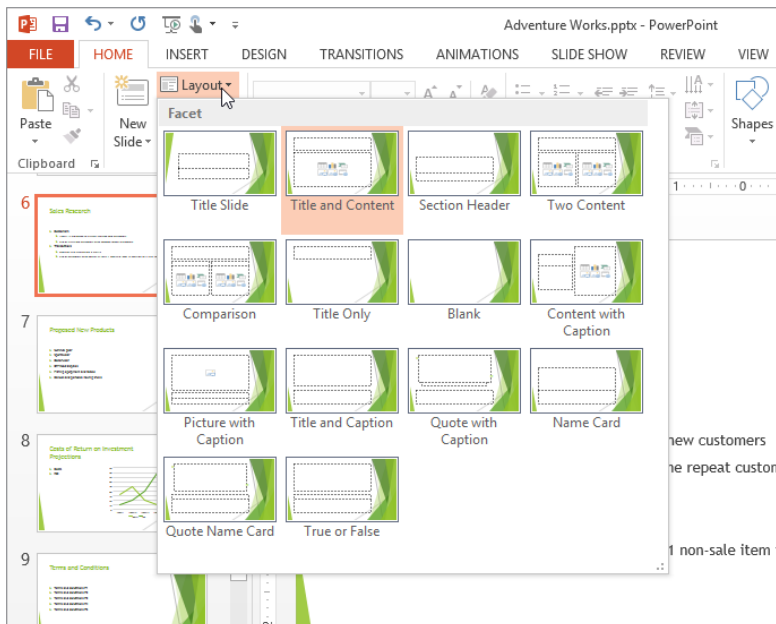 Adventure Works.pptx - PowerPoint
FILE HOME INSERT DESIGN TRANSITIONS ANIMATIONS SLIDE SHOW REVIEW VIEW
Layout
Paste
New
Slide
Shapes
Clipboard
Facet
Title Slide Title and Content Section Header Two Content
Comparison Title Only Blank Content with
Caption
Picture with
Caption Title and Caption Quote with
Caption Name Card
Quote Name Card True or False
1 0
6
Sales Research
7
Proposed New Products
8
Costs of Return on Investment
Projections
9
Terms and Conditions
new customers
repeat
non-sale item